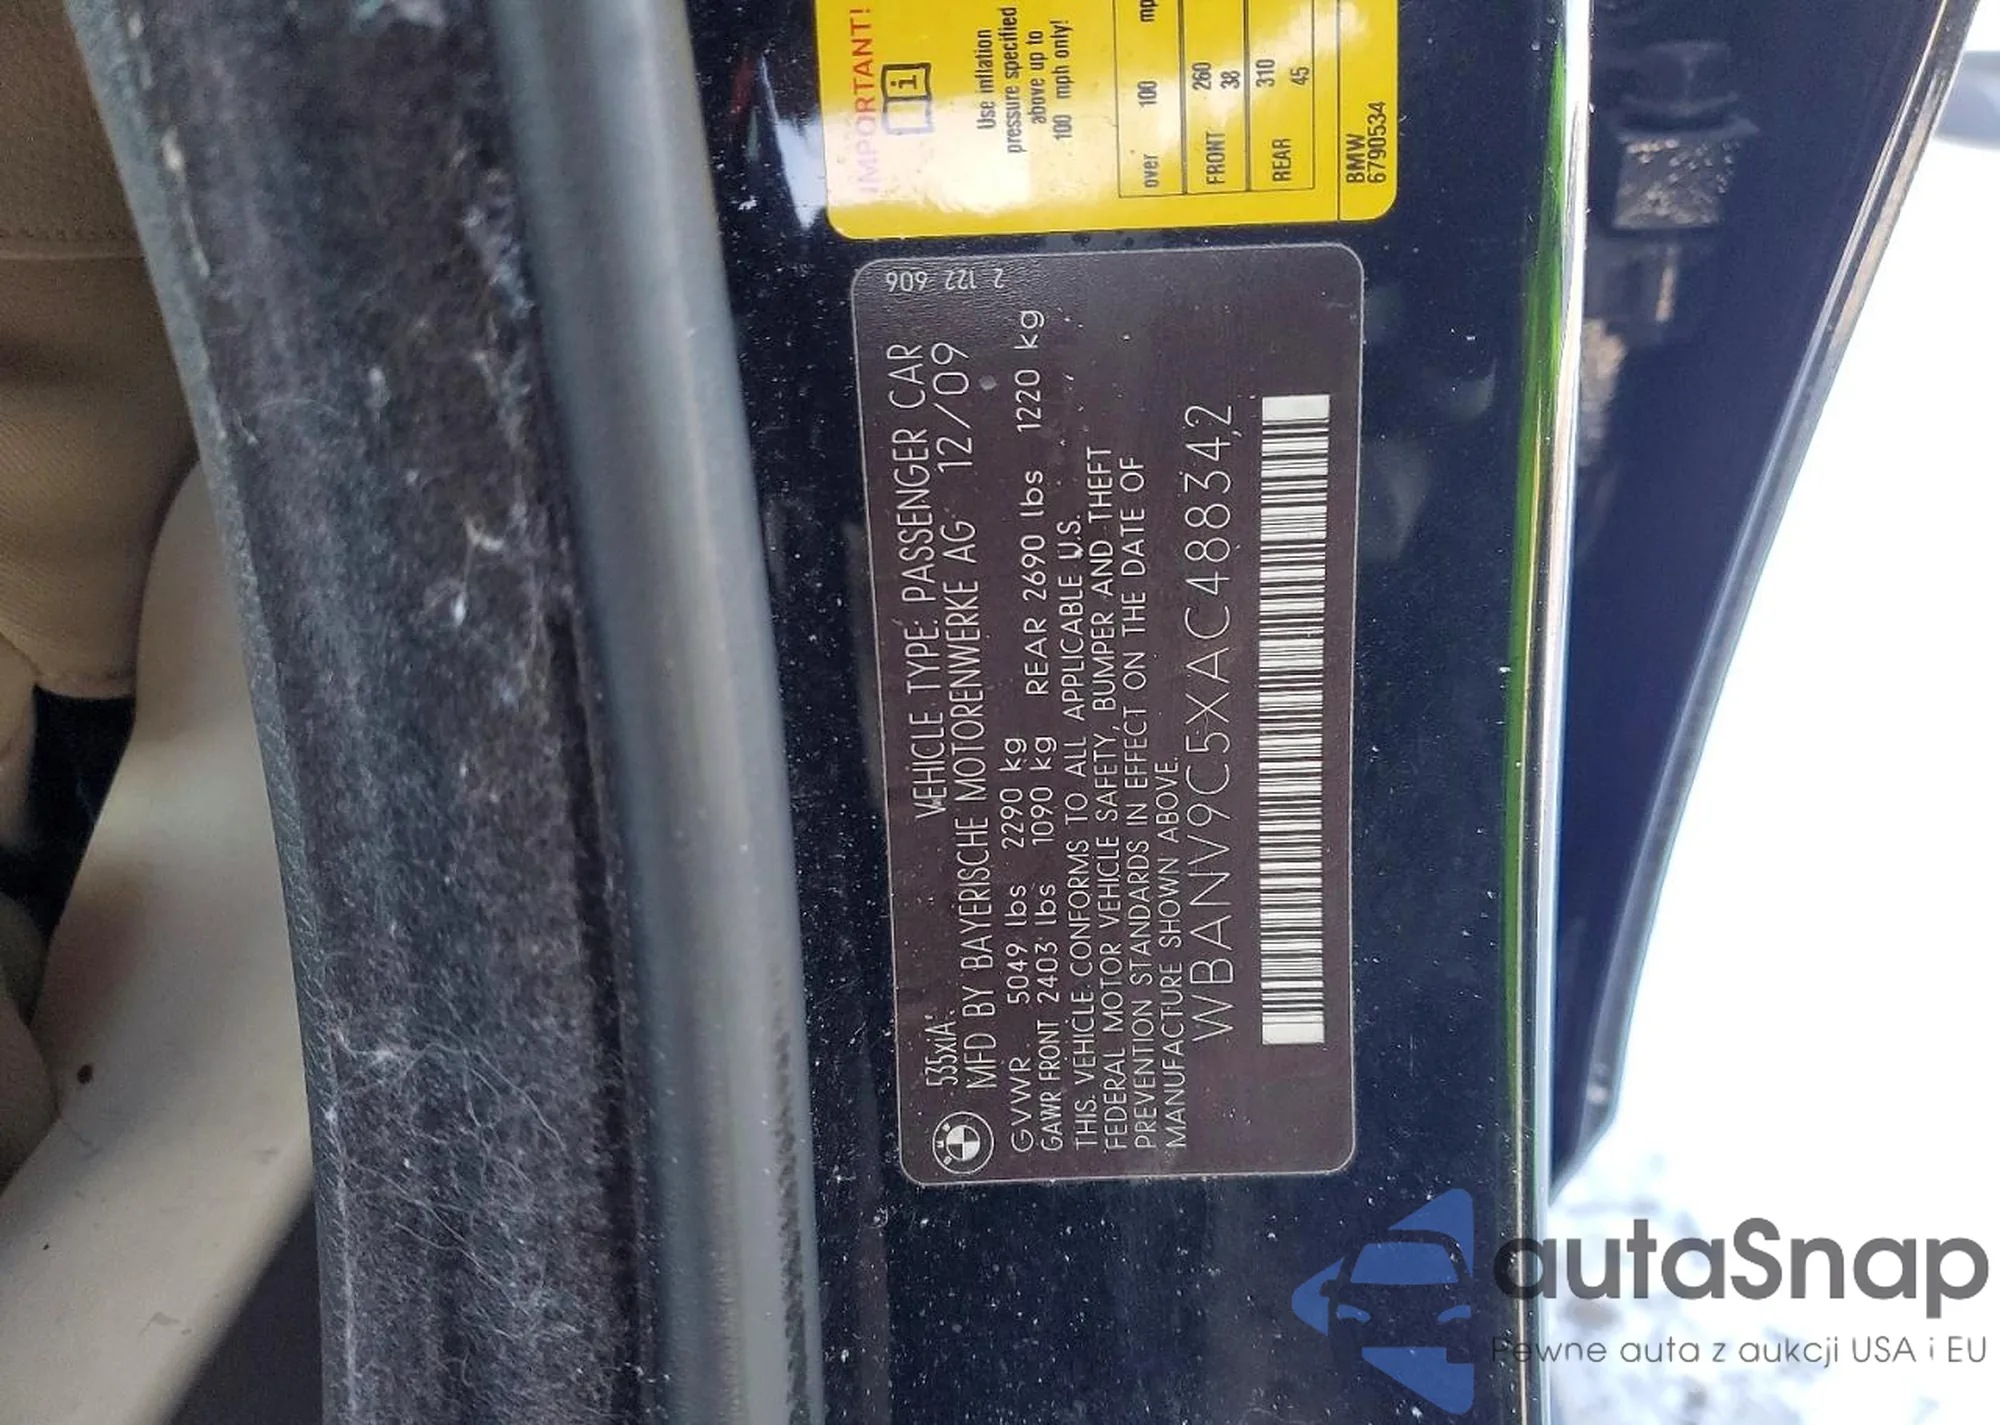 IMPORTANT!
i
Use inflation
pressure specified
above up to
100 mph only!
over 100 mp
FRONT 260
38
REAR 310
45
BMW
6790534
2 122 606
535xiA
VEHICLE TYPE: PASSENGER CAR
MFD BY BAYERISCHE MOTORENWERKE AG 12/09
GVWR 5049 lbs 2290 kg
GAWR FRONT 2403 lbs 1090 kg REAR 2690 lbs 1220 kg
THIS VEHICLE CONFORMS TO ALL APPLICABLE U.S.
FEDERAL MOTOR VEHICLE SAFETY, BUMPER AND THEFT
PREVENTION STANDARDS IN EFFECT ON THE DATE OF
MANUFACTURE SHOWN ABOVE.
WBANV9C5XAC488342
BMW
autaSnap
Pewne auta z aukcji USA i EU